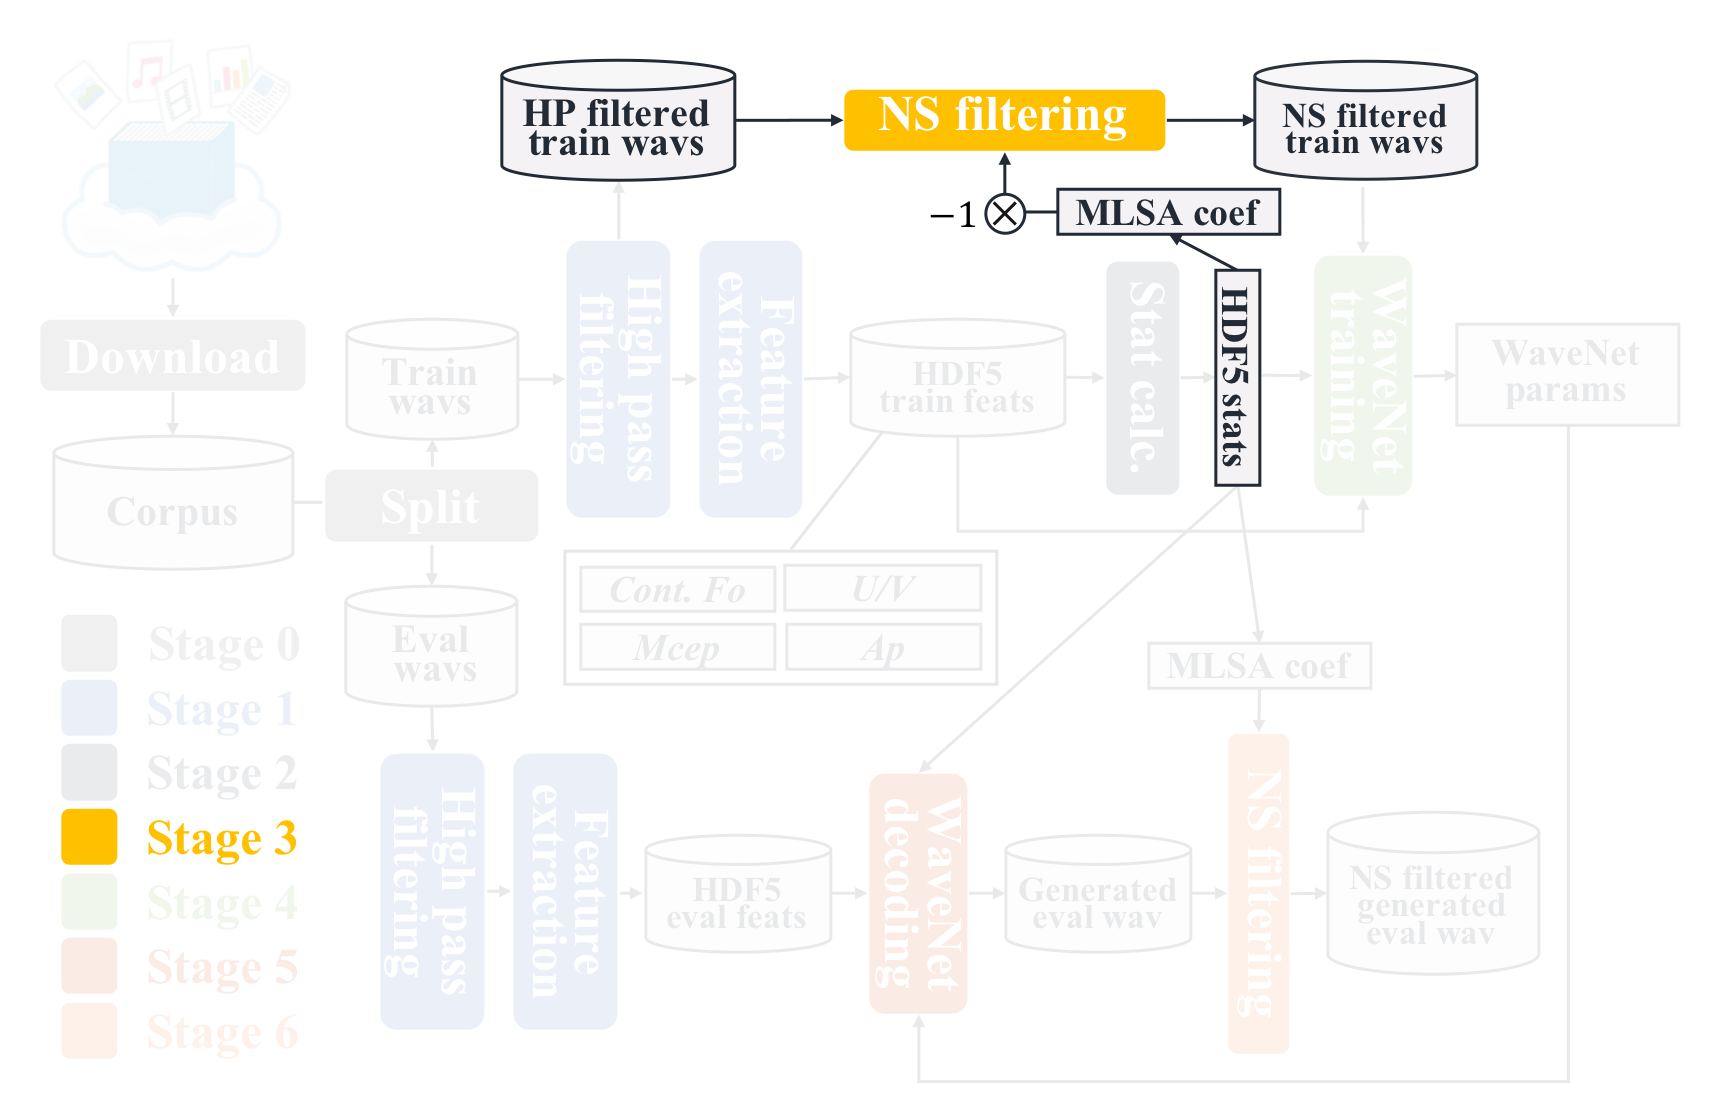 HP filtered
train wavs
NS filtering
NS filtered
train wavs
−1
MLSA coef
Download
Corpus
Split
Train
wavs
Eval
wavs
High pass
filtering
Feature
extraction
HDF5
train feats
Stat calc.
HDF5 stats
WaveNet
training
WaveNet
params
Cont. Fo
U/V
Mcep
Ap
MLSA coef
Stage 0
Stage 1
Stage 2
Stage 3
Stage 4
Stage 5
Stage 6
High pass
filtering
Feature
extraction
HDF5
eval feats
WaveNet
decoding
Generated
eval wav
NS filtering
NS filtered
generated
eval wav